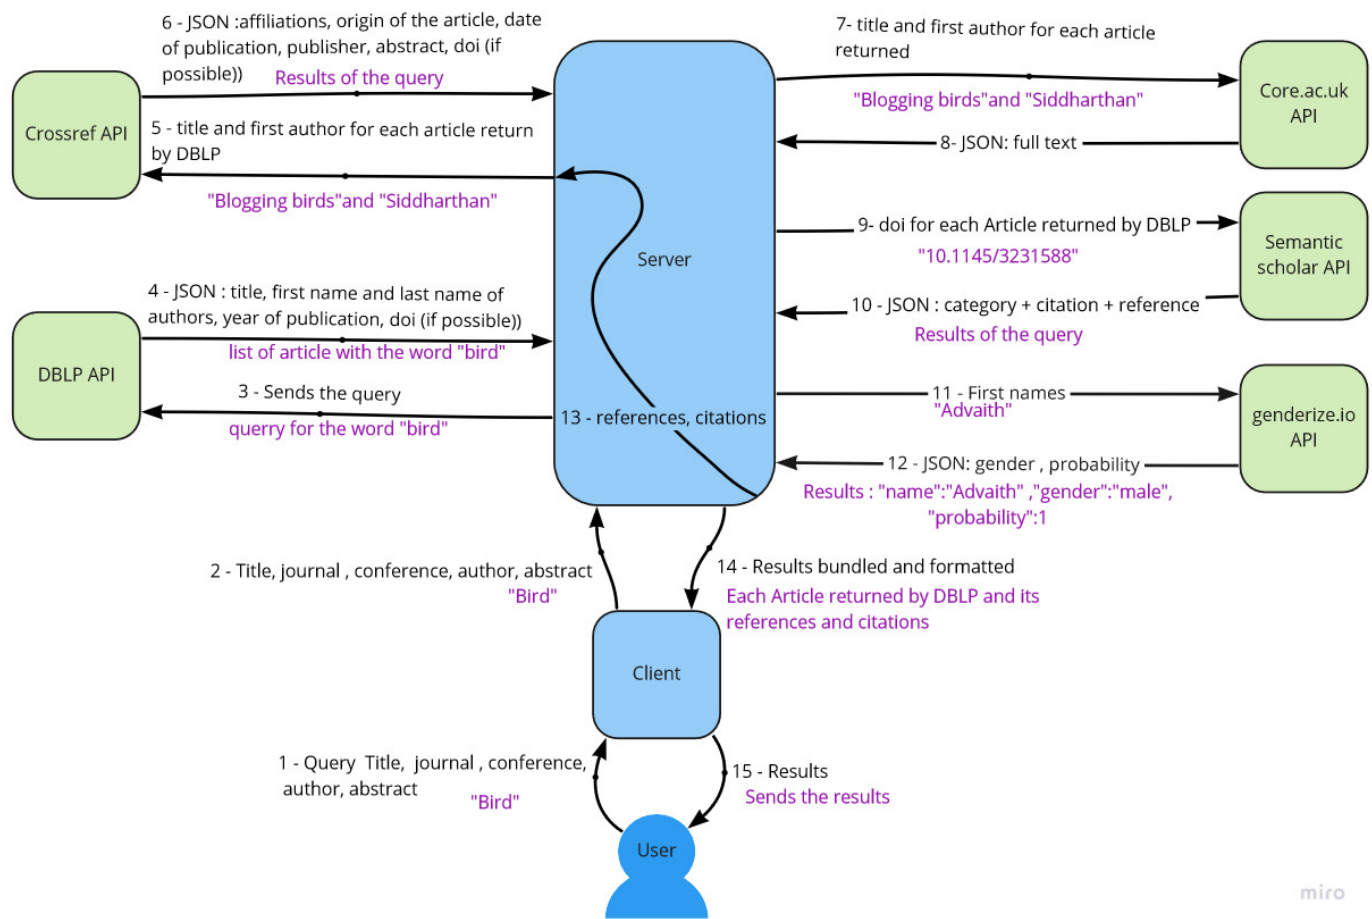 6 - JSON :affiliations, origin of the article, date
of publication, publisher, abstract, doi (if
possible))
Results of the query
Crossref API
5 - title and first author for each article return
by DBLP
"Blogging birds"and "Siddharthan"
4 - JSON : title, first name and last name of
authors, year of publication, doi (if possible))
list of article with the word "bird"
DBLP API
3 - Sends the query
querry for the word "bird"
Server
13 - references, citations
7- title and first author for each article
returned
"Blogging birds"and "Siddharthan"
Core.ac.uk
API
8- JSON: full text
9- doi for each Article returned by DBLP
"10.1145/3231588"
Semantic
scholar API
10 - JSON : category + citation + reference
Results of the query
11 - First names
"Advaith"
genderize.io
API
12 - JSON: gender , probability
Results : "name":"Advaith" ,"gender":"male",
"probability":1
2 - Title, journal , conference, author, abstract
"Bird"
14 - Results bundled and formatted
Each Article returned by DBLP and its
references and citations
Client
1 - Query  Title,  journal , conference,
author, abstract
"Bird"
15 - Results
Sends the results
User
miro